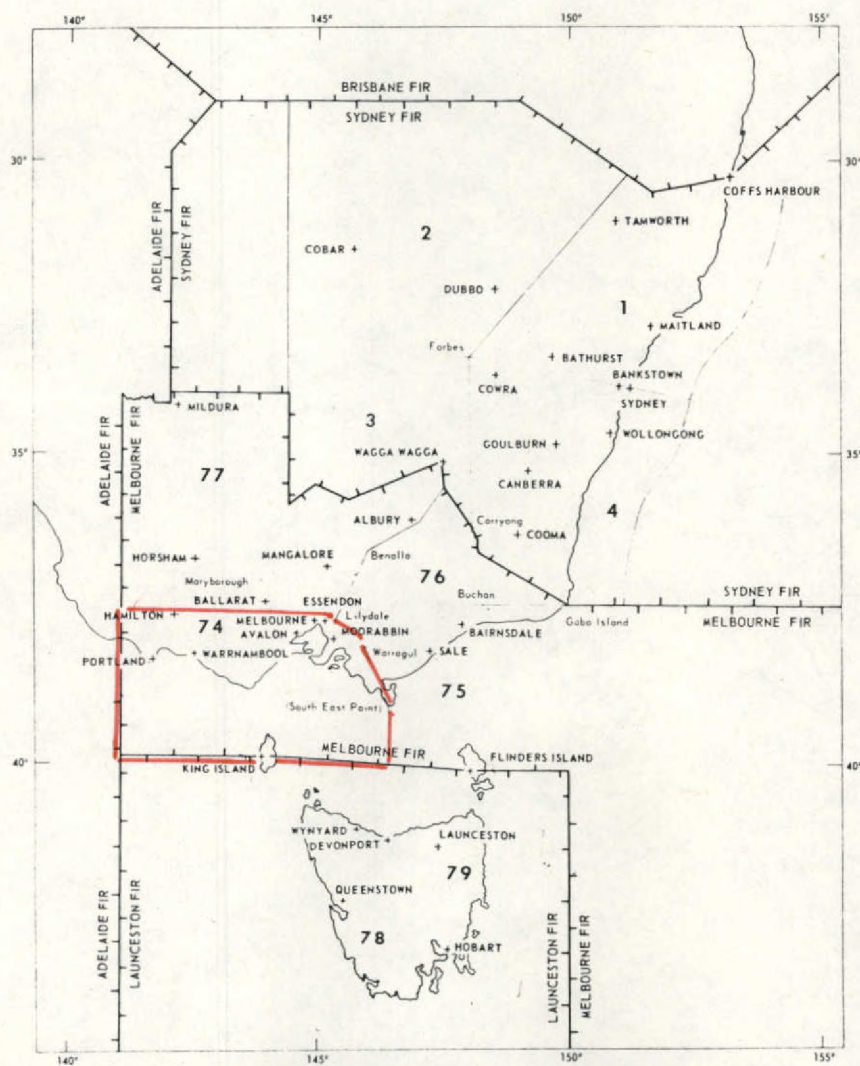 140° 145° 150° 155°
BRISBANE FIR
SYDNEY FIR
30° 30°
COFFS HARBOUR
TAMWORTH
2
ADELAIDE FIR
SYDNEY FIR
COBAR
DUBBO
1
MAITLAND
Forbes
BATHURST
BANKSTOWN
COWRA
SYDNEY
MILDURA
3
GOULBURN
WOLLONGONG
35° 35°
WAGGA WAGGA
ADELAIDE FIR
MELBOURNE FIR
77
CANBERRA
4
ALBURY
Corryong
COOMA
HORSHAM
MANGALORE
Benalla
Maryborough
76
Buchan
BALLARAT
ESSENDON
SYDNEY FIR
HAMILTON
74
MELBOURNE
Lilydale
Gabo Island
MELBOURNE FIR
AVALON
MOORABBIN
BAIRNSDALE
PORTLAND
WARRNAMBOOL
Warragul
SALE
75
(South East Point)
MELBOURNE FIR
FLINDERS ISLAND
40° 40°
KING ISLAND
WYNYARD
LAUNCESTON
DEVONPORT
79
QUEENSTOWN
78
HOBART
ADELAIDE FIR
LAUNCESTON FIR
LAUNCESTON FIR
MELBOURNE FIR
140° 145° 150° 155°